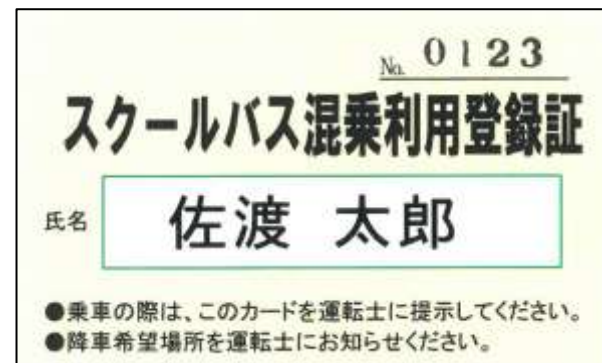 No. 0123
スクールバス混乗利用登録証
氏名 佐渡 太郎
●乗車の際は、このカードを運転士に提示してください。
●降車希望場所を運転士にお知らせください。